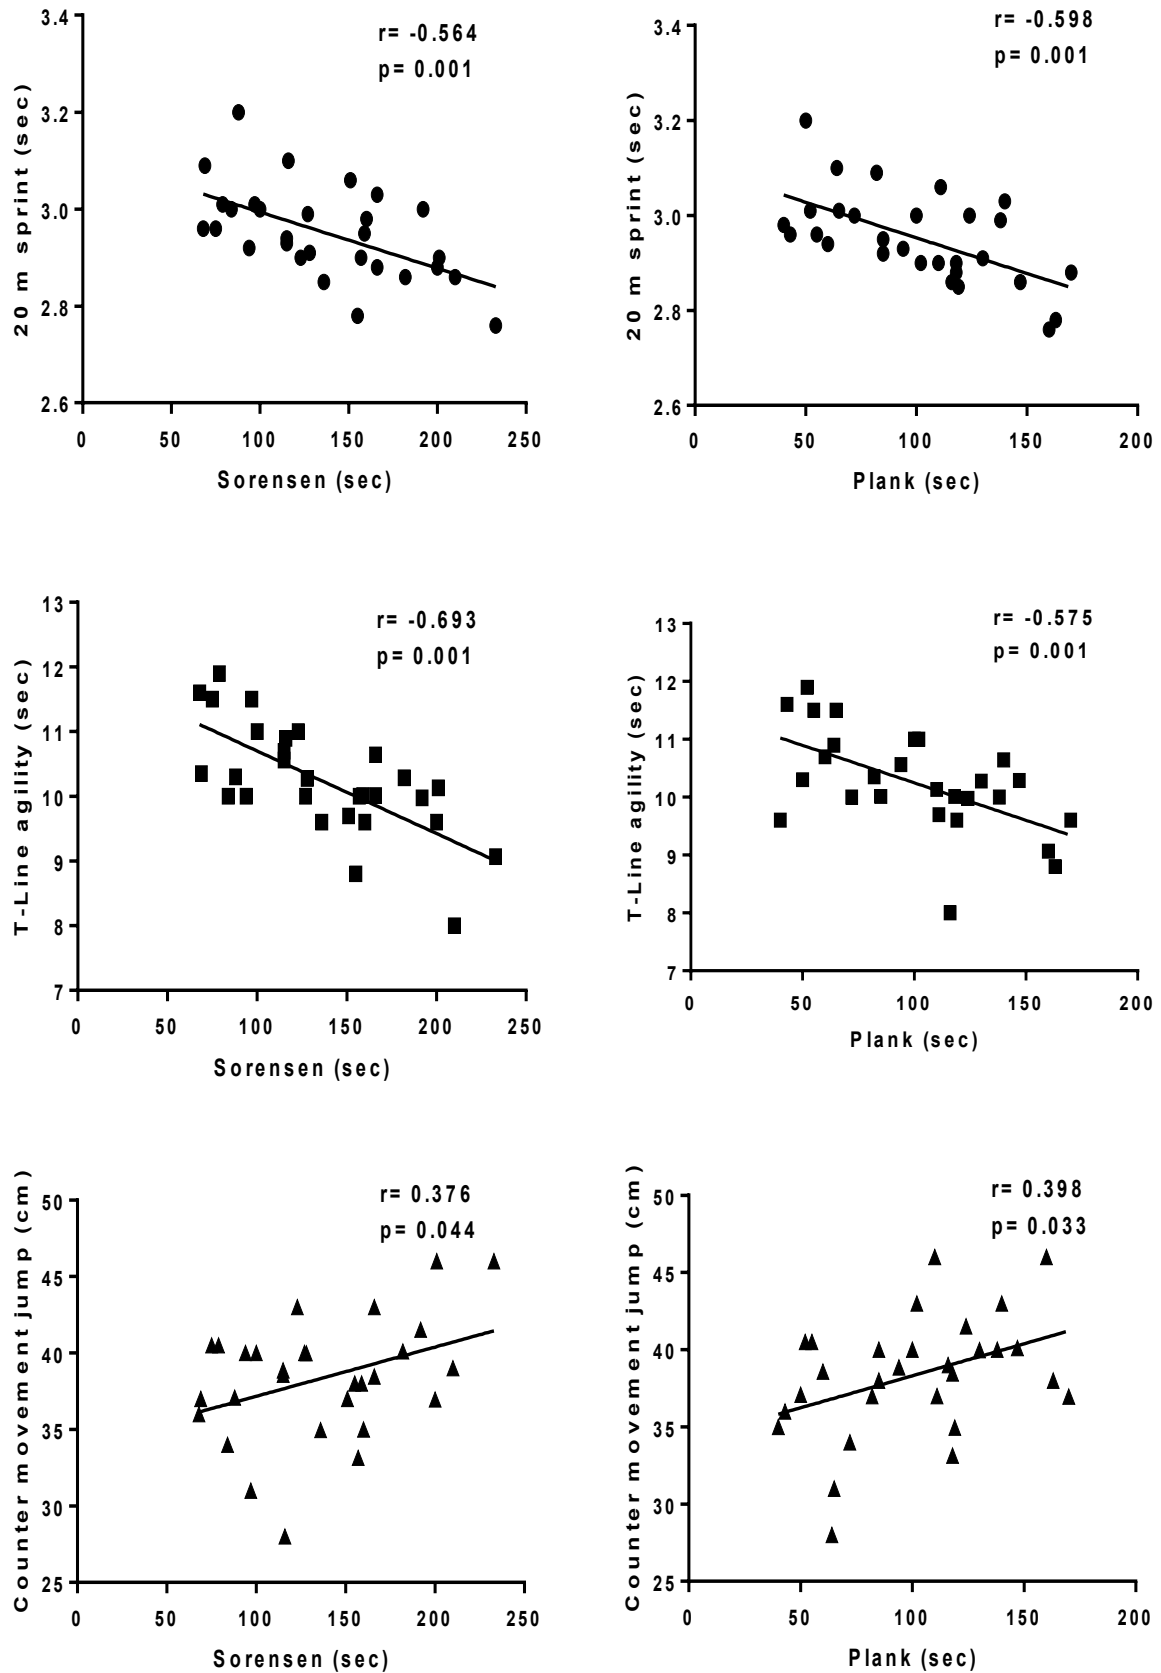 r= -0.564
p= 0.001
20 m sprint (sec)
3.4
3.2
3.0
2.8
2.6
0 50 100 150 200 250
Sorensen (sec)
r= -0.598
p= 0.001
20 m sprint (sec)
3.4
3.2
3.0
2.8
2.6
0 50 100 150 200
Plank (sec)
r= -0.693
p= 0.001
T-Line agility (sec)
13
12
11
10
9
8
7
0 50 100 150 200 250
Sorensen (sec)
r= -0.575
p= 0.001
T-Line agility (sec)
13
12
11
10
9
8
7
0 50 100 150 200
Plank (sec)
r= 0.376
p= 0.044
Counter movement jump (cm)
50
45
40
35
30
25
0 50 100 150 200 250
Sorensen (sec)
r= 0.398
p= 0.033
Counter movement jump (cm)
50
45
40
35
30
25
0 50 100 150 200
Plank (sec)